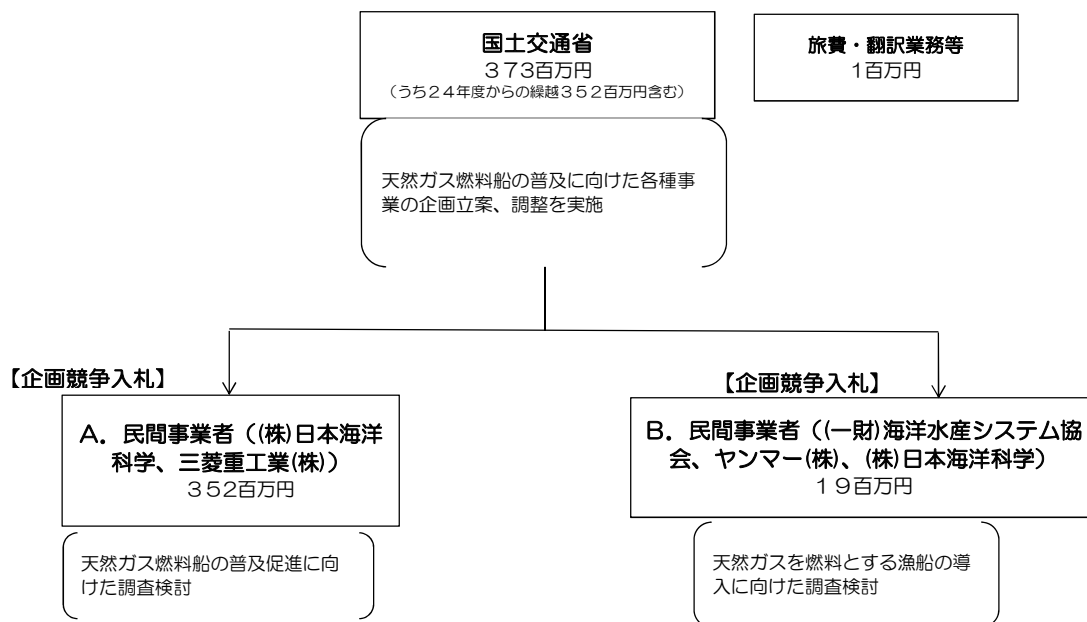 国土交通省
373百万円
(うち24年度からの繰越352百万円含む)
旅費・翻訳業務等
1百万円
天然ガス燃料船の普及に向けた各種事
業の企画立案、調整を実施
【企画競争入札】
A. 民間事業者((株)日本海洋
科学、三菱重工業(株))
352百万円
天然ガス燃料船の普及促進に向
けた調査検討
【企画競争入札】
B. 民間事業者((一財)海洋水産システム協
会、ヤンマー(株)、(株)日本海洋科学)
19百万円
天然ガスを燃料とする漁船の導
入に向けた調査検討